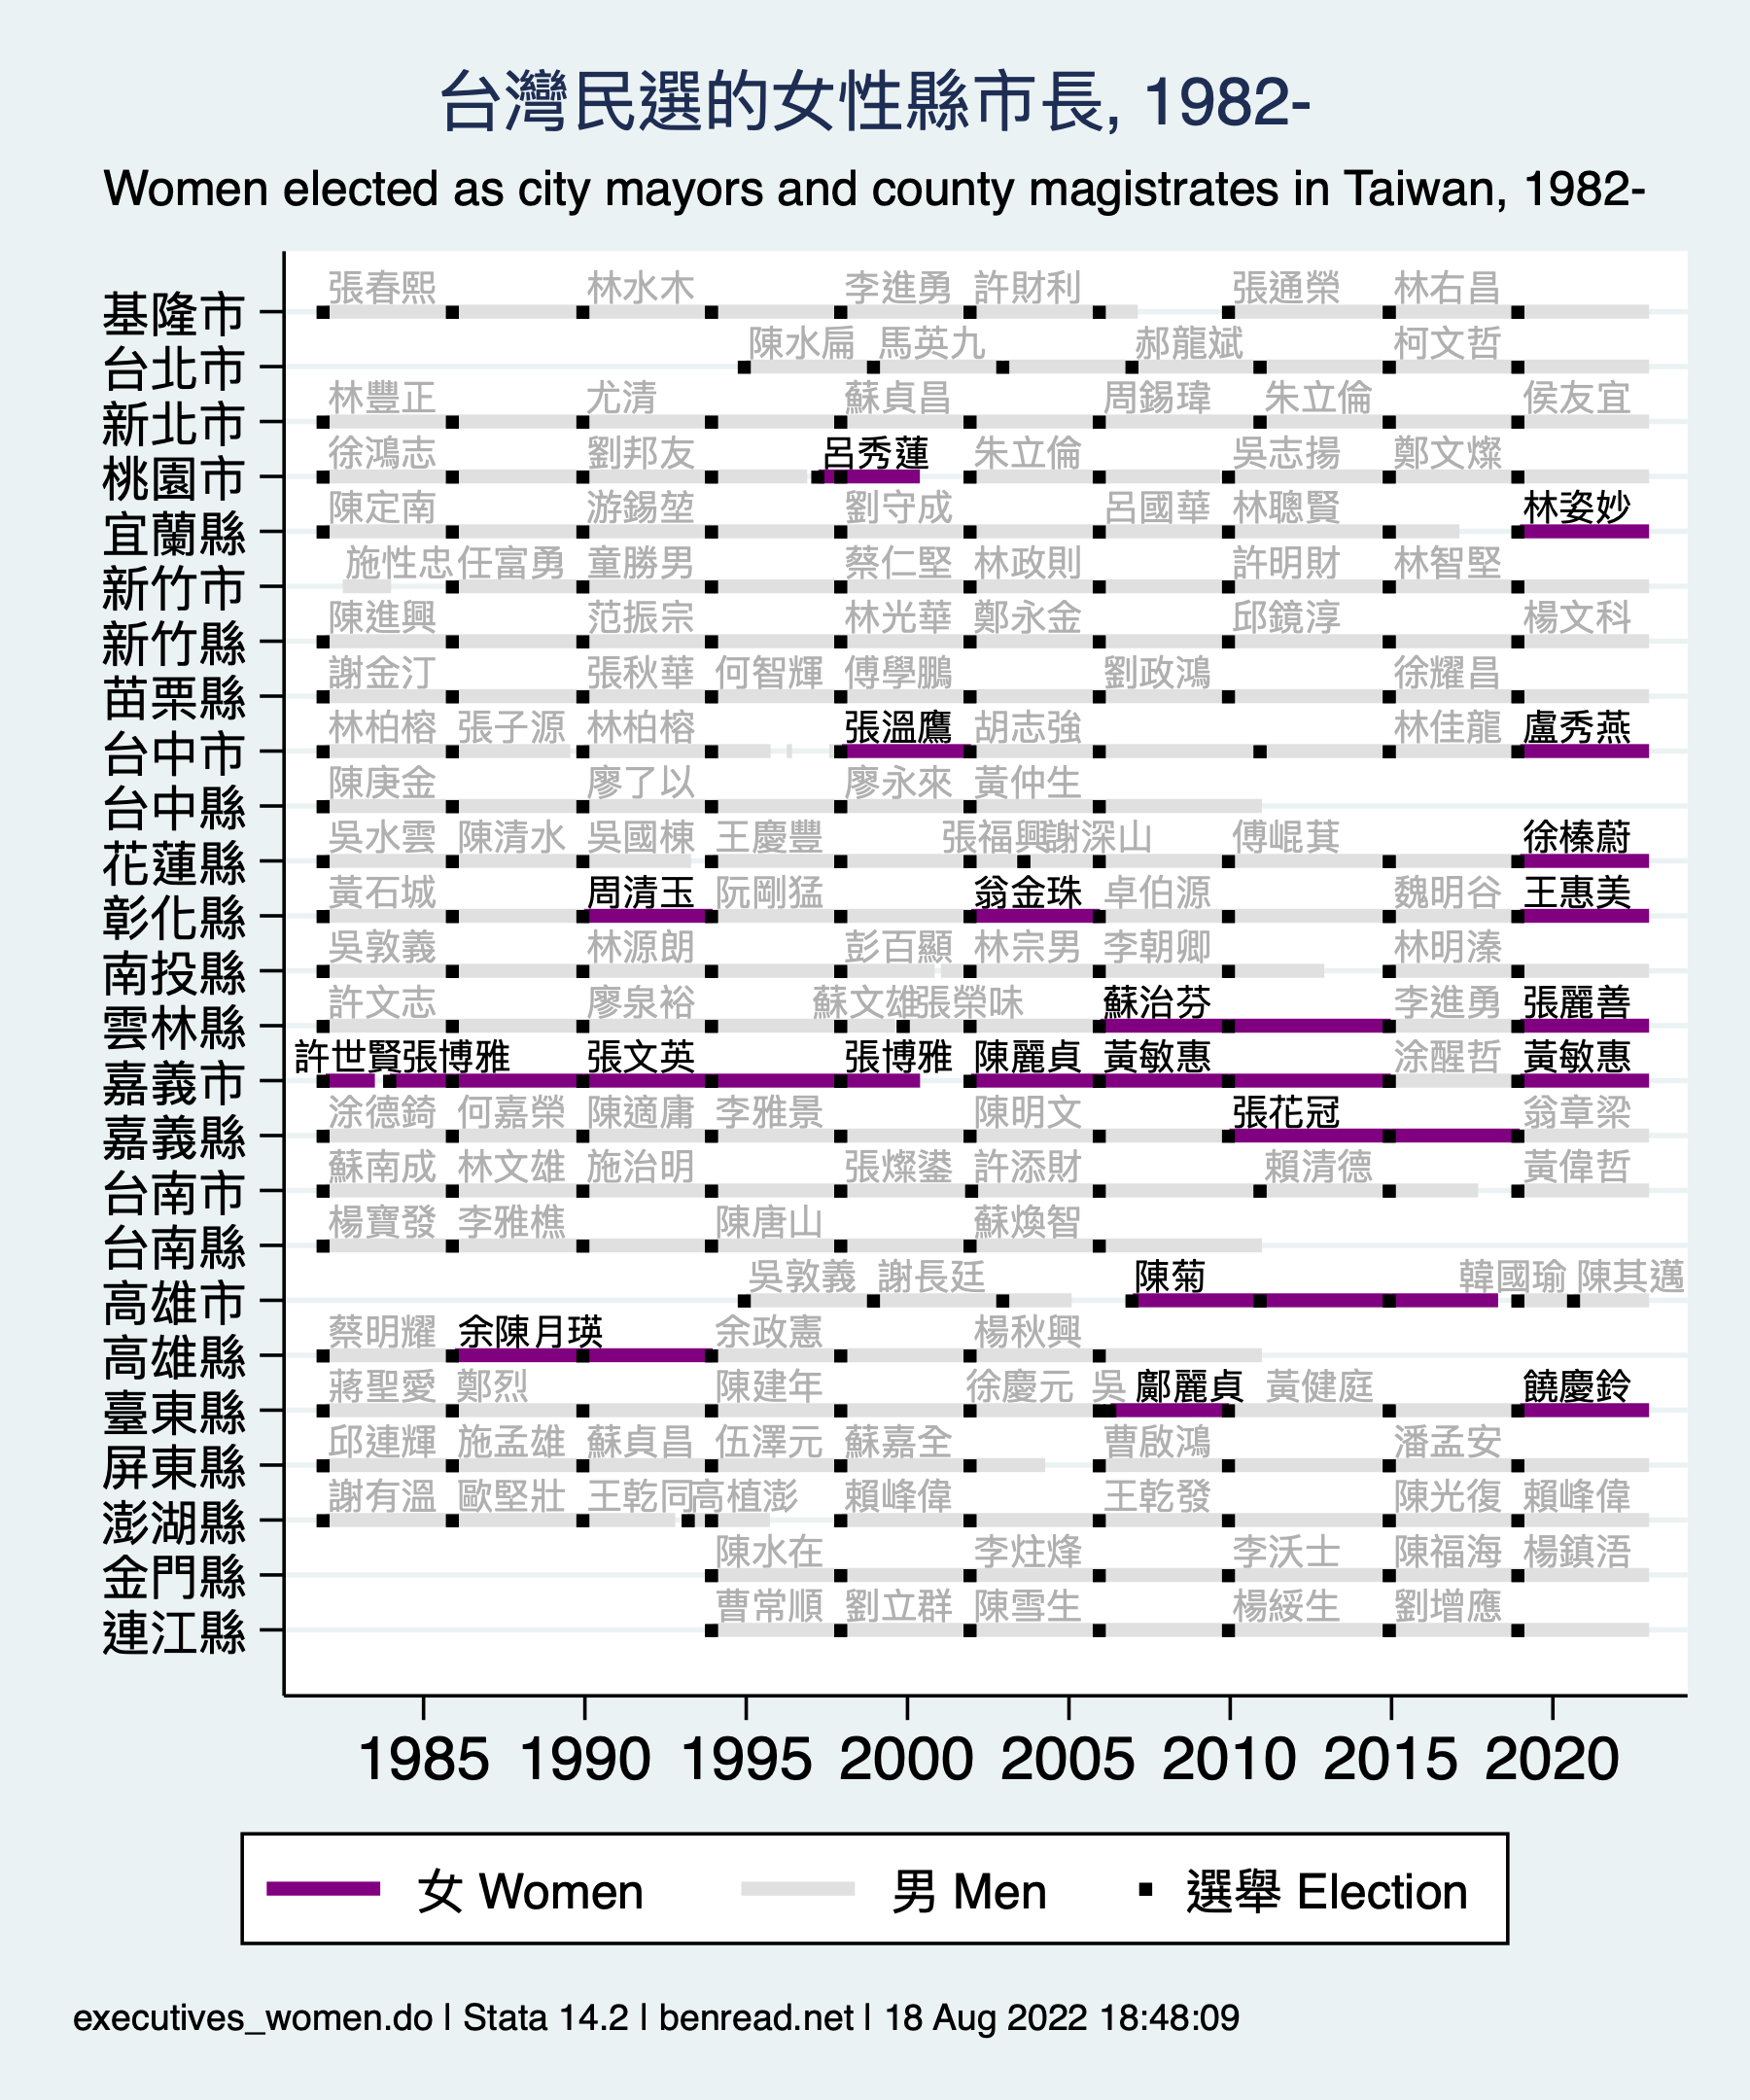 台灣民選的女性縣市長, 1982-
Women elected as city mayors and county magistrates in Taiwan, 1982-
張春熙 林水木 李進勇 許財利 張通榮 林右昌
基隆市
陳水扁 馬英九 郝龍斌 柯文哲
台北市
林豐正 尤清 蘇貞昌 周錫瑋 朱立倫 侯友宜
新北市
徐鴻志 劉邦友 呂秀蓮 朱立倫 吳志揚 鄭文燦
桃園市
陳定南 游錫堃 劉守成 呂國華 林聰賢 林姿妙
宜蘭縣
施性忠 任富勇 童勝男 蔡仁堅 林政則 許明財 林智堅
新竹市
陳進興 范振宗 林光華 鄭永金 邱鏡淳 楊文科
新竹縣
謝金汀 張秋華 何智輝 傅學鵬 劉政鴻 徐耀昌
苗栗縣
林柏榕 張子源 林柏榕 張溫鷹 胡志強 林佳龍 盧秀燕
台中市
陳庚金 廖了以 廖永來 黃仲生
台中縣
吳水雲 陳清水 吳國棟 王慶豐 張福興 謝深山 傅崐萁 徐榛蔚
花蓮縣
黃石城 周清玉 阮剛猛 翁金珠 卓伯源 魏明谷 王惠美
彰化縣
吳敦義 林源朗 彭百顯 林宗男 李朝卿 林明溱
南投縣
許文志 廖泉裕 蘇文雄 張榮味 蘇治芬 李進勇 張麗善
雲林縣
許世賢 張博雅 張文英 張博雅 陳麗貞 黃敏惠 涂醒哲 黃敏惠
嘉義市
涂德錡 何嘉榮 陳適庸 李雅景 陳明文 張花冠 翁章梁
嘉義縣
蘇南成 林文雄 施治明 張燦鍙 許添財 賴清德 黃偉哲
台南市
楊寶發 李雅樵 陳唐山 蘇煥智
台南縣
吳敦義 謝長廷 陳菊 韓國瑜 陳其邁
高雄市
蔡明耀 余陳月瑛 余政憲 楊秋興
高雄縣
蔣聖愛 鄭烈 陳建年 徐慶元 吳 鄺麗貞 黃健庭 饒慶鈴
臺東縣
邱連輝 施孟雄 蘇貞昌 伍澤元 蘇嘉全 曹啟鴻 潘孟安
屏東縣
謝有溫 歐堅壯 王乾同 高植澎 賴峰偉 王乾發 陳光復 賴峰偉
澎湖縣
陳水在 李炷烽 李沃士 陳福海 楊鎮浯
金門縣
曹常順 劉立群 陳雪生 楊綏生 劉增應
連江縣
1985 1990 1995 2000 2005 2010 2015 2020
女 Women 男 Men 選舉 Election
executives_women.do | Stata 14.2 | benread.net | 18 Aug 2022 18:48:09